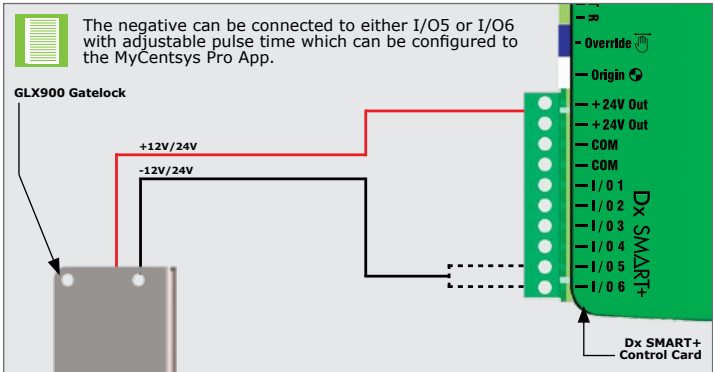 The negative can be connected to either I/O5 or I/O6
with adjustable pulse time which can be configured to
the MyCentsys Pro App.
GLX900 Gatelock
+12V/24V
-12V/24V
Override
Origin
+24V Out
+24V Out
COM
COM
I/O 1
I/O 2
I/O 3
I/O 4
I/O 5
I/O 6
Dx SMART+
Dx SMART+
Control Card